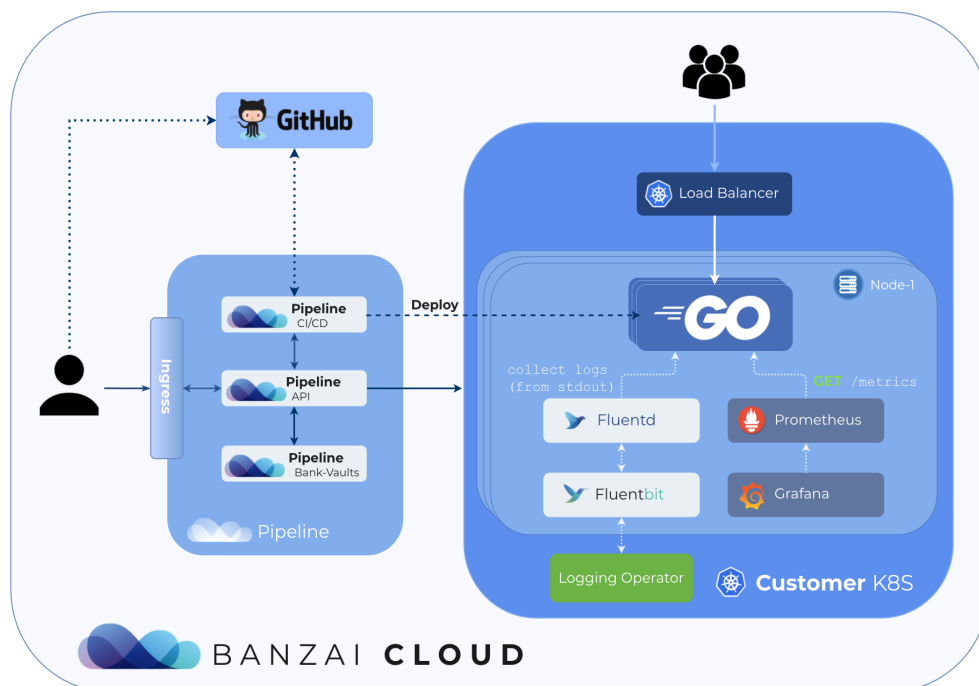 GitHub
Load Balancer
Node-1
GO
Pipeline
CI/CD
Deploy
Ingress
Pipeline
API
collect logs
(from stdout)
GET /metrics
Fluentd
Prometheus
Pipeline
Bank-Vaults
Fluentbit
Grafana
Pipeline
Logging Operator
Customer K8S
BANZAI CLOUD